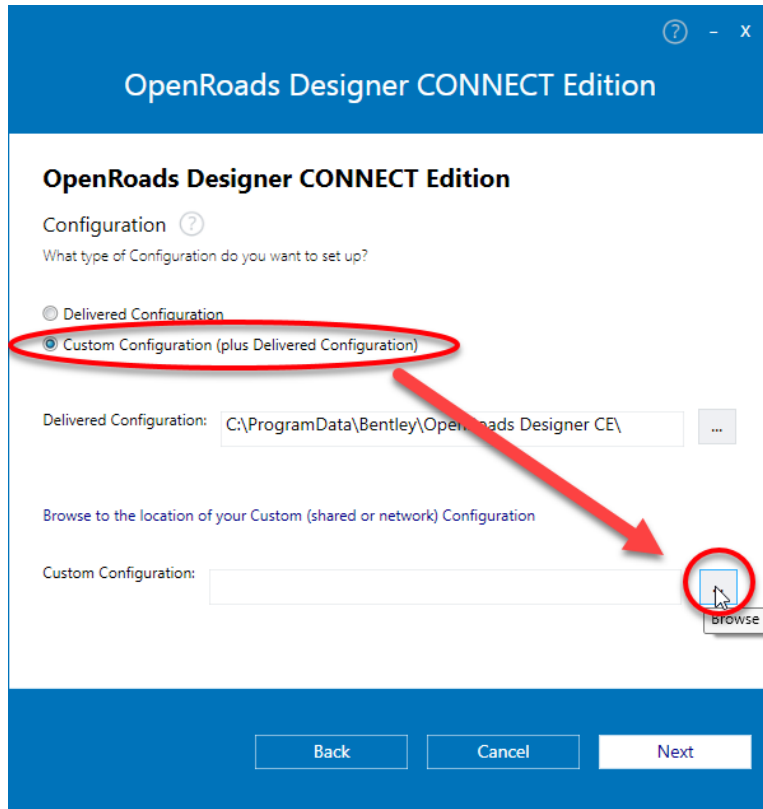 ? – X
OpenRoads Designer CONNECT Edition
OpenRoads Designer CONNECT Edition
Configuration ?
What type of Configuration do you want to set up?
Delivered Configuration
Custom Configuration (plus Delivered Configuration)
Delivered Configuration: C:\ProgramData\Bentley\OpenRoads Designer CE\ ...
Browse to the location of your Custom (shared or network) Configuration
Custom Configuration:
Browse
Back Cancel Next